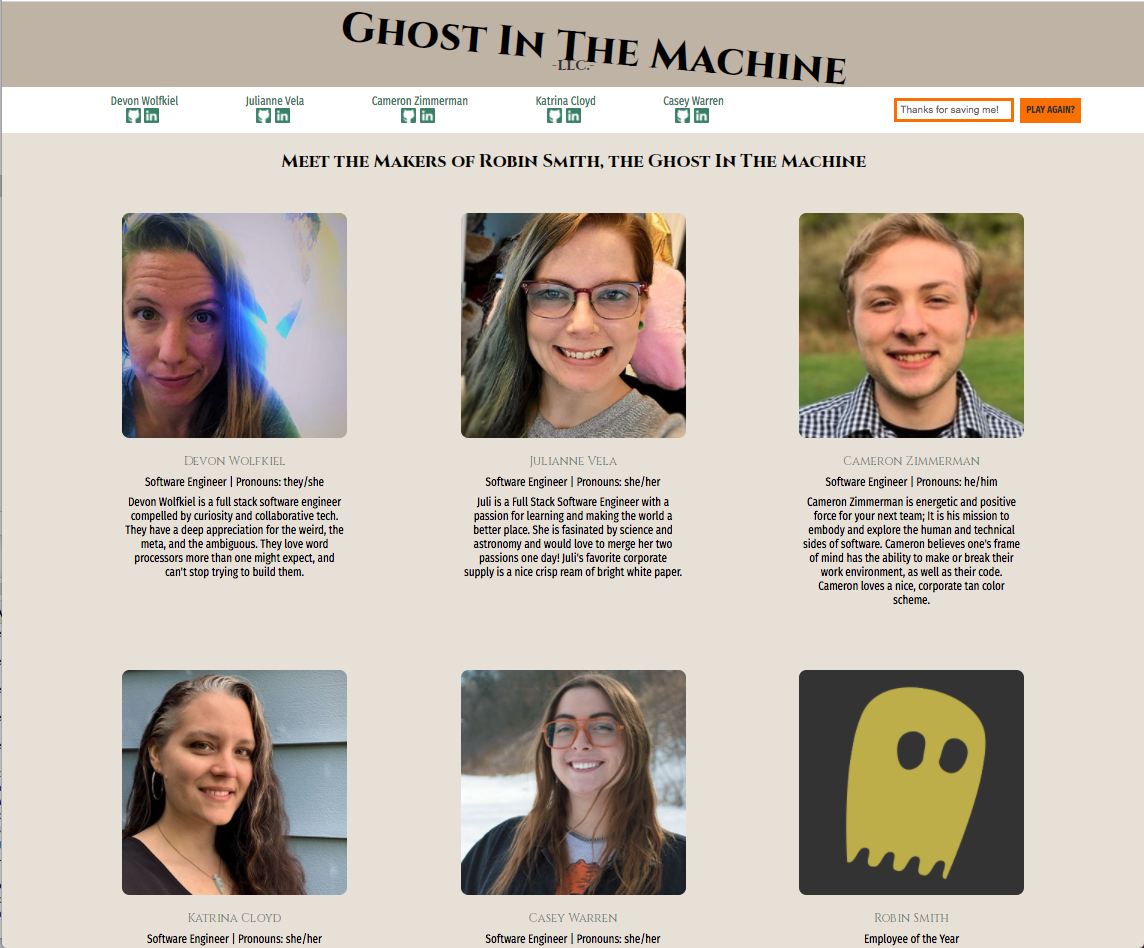 Ghost In The Machine
-LLC.-
Devon Wolfkiel
Julianne Vela
Cameron Zimmerman
Katrina Cloyd
Casey Warren
in
in
in
in
in
Thanks for saving me!
PLAY AGAIN?
Meet the Makers of Robin Smith, the Ghost In The Machine
Devon Wolfkiel
Software Engineer | Pronouns: they/she
Devon Wolfkiel is a full stack software engineer
compelled by curiosity and collaborative tech.
They have a deep appreciation for the weird, the
meta, and the ambiguous. They love word
processors more than one might expect, and
can't stop trying to build them.
Julianne Vela
Software Engineer | Pronouns: she/her
Juli is a Full Stack Software Engineer with a
passion for learning and making the world a
better place. She is fasinated by science and
astronomy and would love to merge her two
passions one day! Juli's favorite corporate
supply is a nice crisp ream of bright white paper.
Cameron Zimmerman
Software Engineer | Pronouns: he/him
Cameron Zimmerman is energetic and positive
force for your next team; It is his mission to
embody and explore the human and technical
sides of software. Cameron believes one's frame
of mind has the ability to make or break their
work environment, as well as their code.
Cameron loves a nice, corporate tan color
scheme.
Katrina Cloyd
Software Engineer | Pronouns: she/her
Casey Warren
Software Engineer | Pronouns: she/her
Robin Smith
Employee of the Year